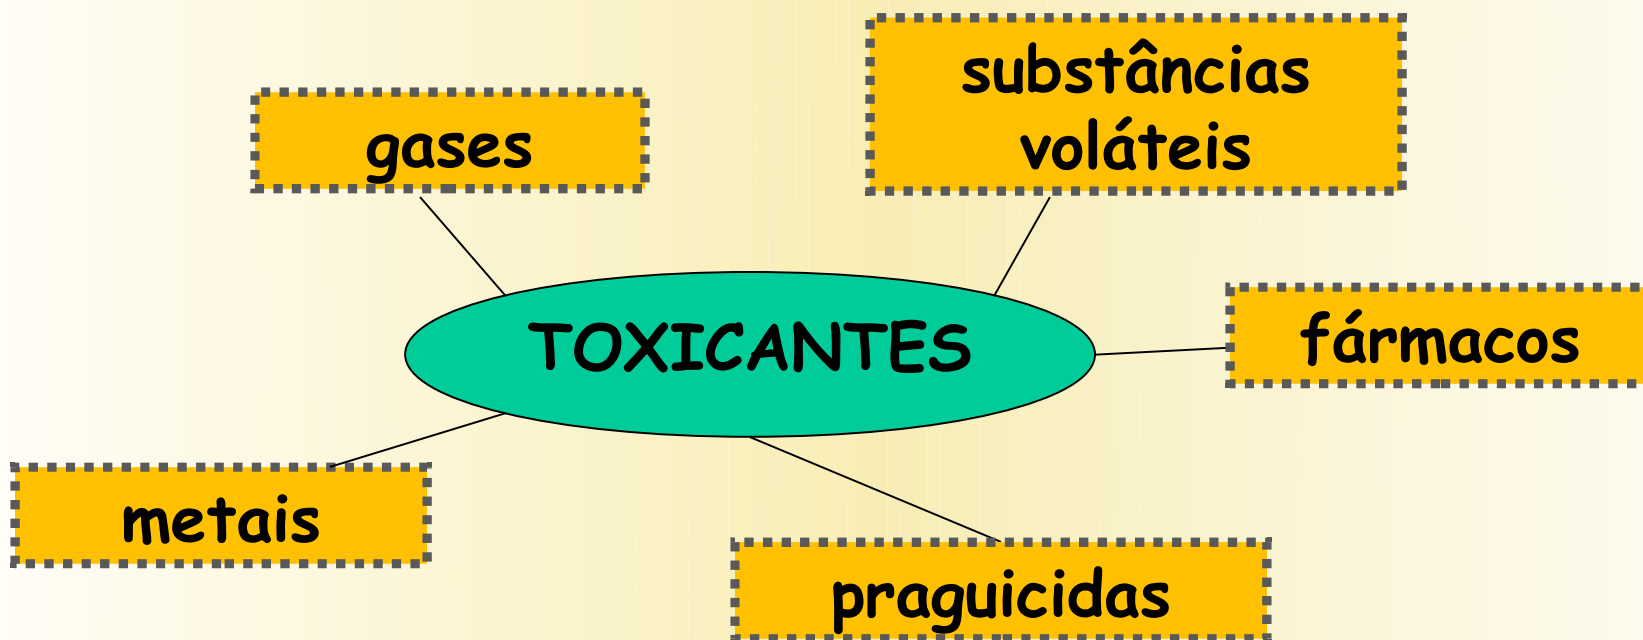 substâncias
voláteis
gases
TOXICANTES
fármacos
metais
praguicidas